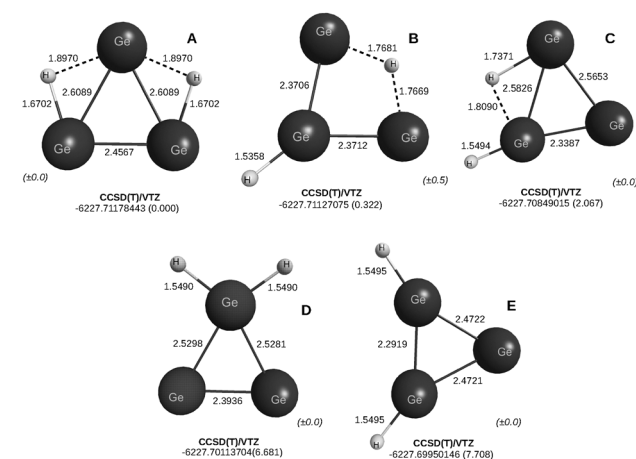 A
Ge
1.8970
1.8970
H
H
1.6702
2.6089
2.6089
1.6702
Ge
2.4567
Ge
(±0.0)
CCSD(T)/VTZ
-6227.71178443 (0.000)
B
Ge
1.7681
H
2.3706
1.7669
Ge
2.3712
Ge
1.5358
H
(±0.5)
CCSD(T)/VTZ
-6227.71127075 (0.322)
C
Ge
1.7371
H
2.5826
2.5653
1.8090
Ge
Ge
2.3387
1.5494
H
(±0.0)
CCSD(T)/VTZ
-6227.70849015 (2.067)
H
H
1.5490
1.5490
Ge
D
2.5298
2.5281
Ge
2.3936
Ge
(±0.0)
CCSD(T)/VTZ
-6227.70113704(6.681)
H
E
1.5495
Ge
2.4722
2.2919
Ge
2.4721
Ge
1.5495
H
(±0.0)
CCSD(T)/VTZ
-6227.69950146 (7.708)